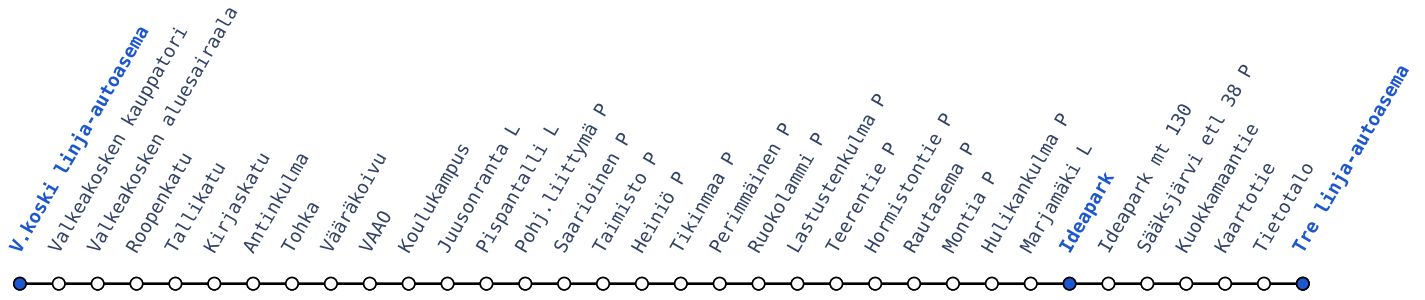 V.koski linja-autoasema
Valkeakosken kauppatori
Valkeakosken aluesairaala
Roopenkatu
Tallikatu
Kirjaskatu
Antinkulma
Tohka
Vääräkoivu
VAAO
Koulukampus
Juusonranta L
Pispantalli L
Pohj.liittymä P
Saarioinen P
Taimisto P
Heiniö P
Tikinmaa P
Perimmäinen P
Ruokolammi P
Lastustenkulma P
Teerentie P
Hormistontie P
Rautasema P
Montia P
Hulikankulma P
Marjamäki L
Ideapark
Ideapark mt 130
Sääksjärvi etl 38 P
Kuokkamaantie
Kaartotie
Tietotalo
Tre linja-autoasema